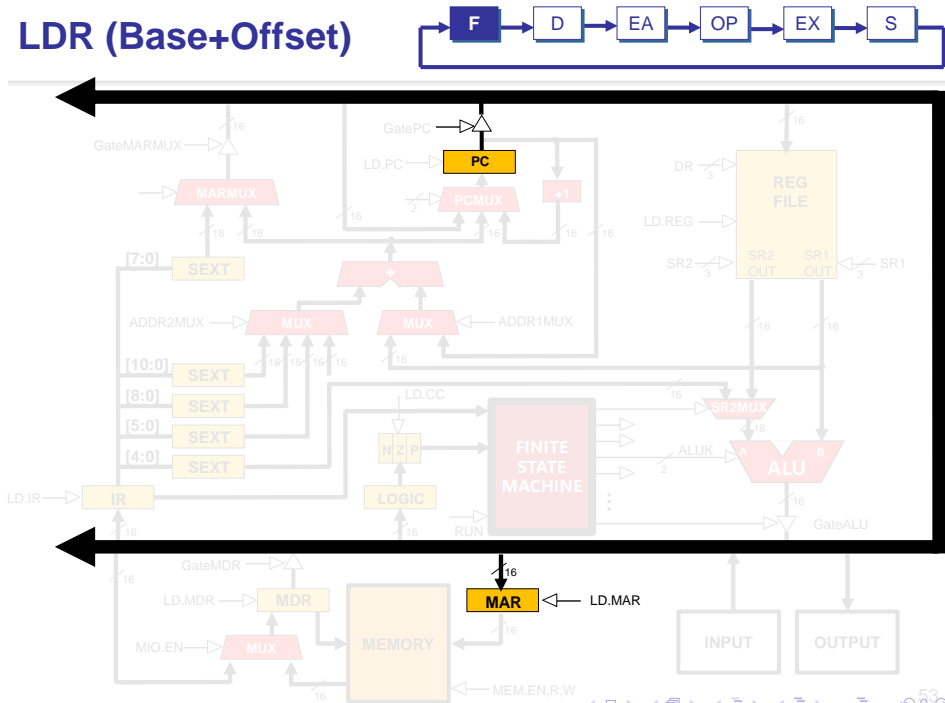 LDR (Base+Offset)
F D EA OP EX S
16 16
GatePC
GateMARMUX
LD.PC PC DR 3
REG
FILE
MARMUX 2 PCMUX +1
16 LD.REG
16 16 16 16 16
[7:0] SEXT SR2 3 SR2 OUT SR1 OUT 3 SR1
+
ADDR2MUX MUX MUX ADDR1MUX 16 16
[10:0] SEXT 16 16 16 16 16
[8:0] SEXT LD.CC 16 SR2MUX
[5:0] SEXT 16
[4:0] SEXT N Z P FINITE
STATE
MACHINE ALUK 2 A B
ALU
LD.IR IR LOGIC 16
16 16 RUN GateALU
GateMDR 16 16
LD.MDR MDR MAR LD.MAR
MIO.EN MUX MEMORY 16 INPUT OUTPUT
16 MEM.EN,R,W
53